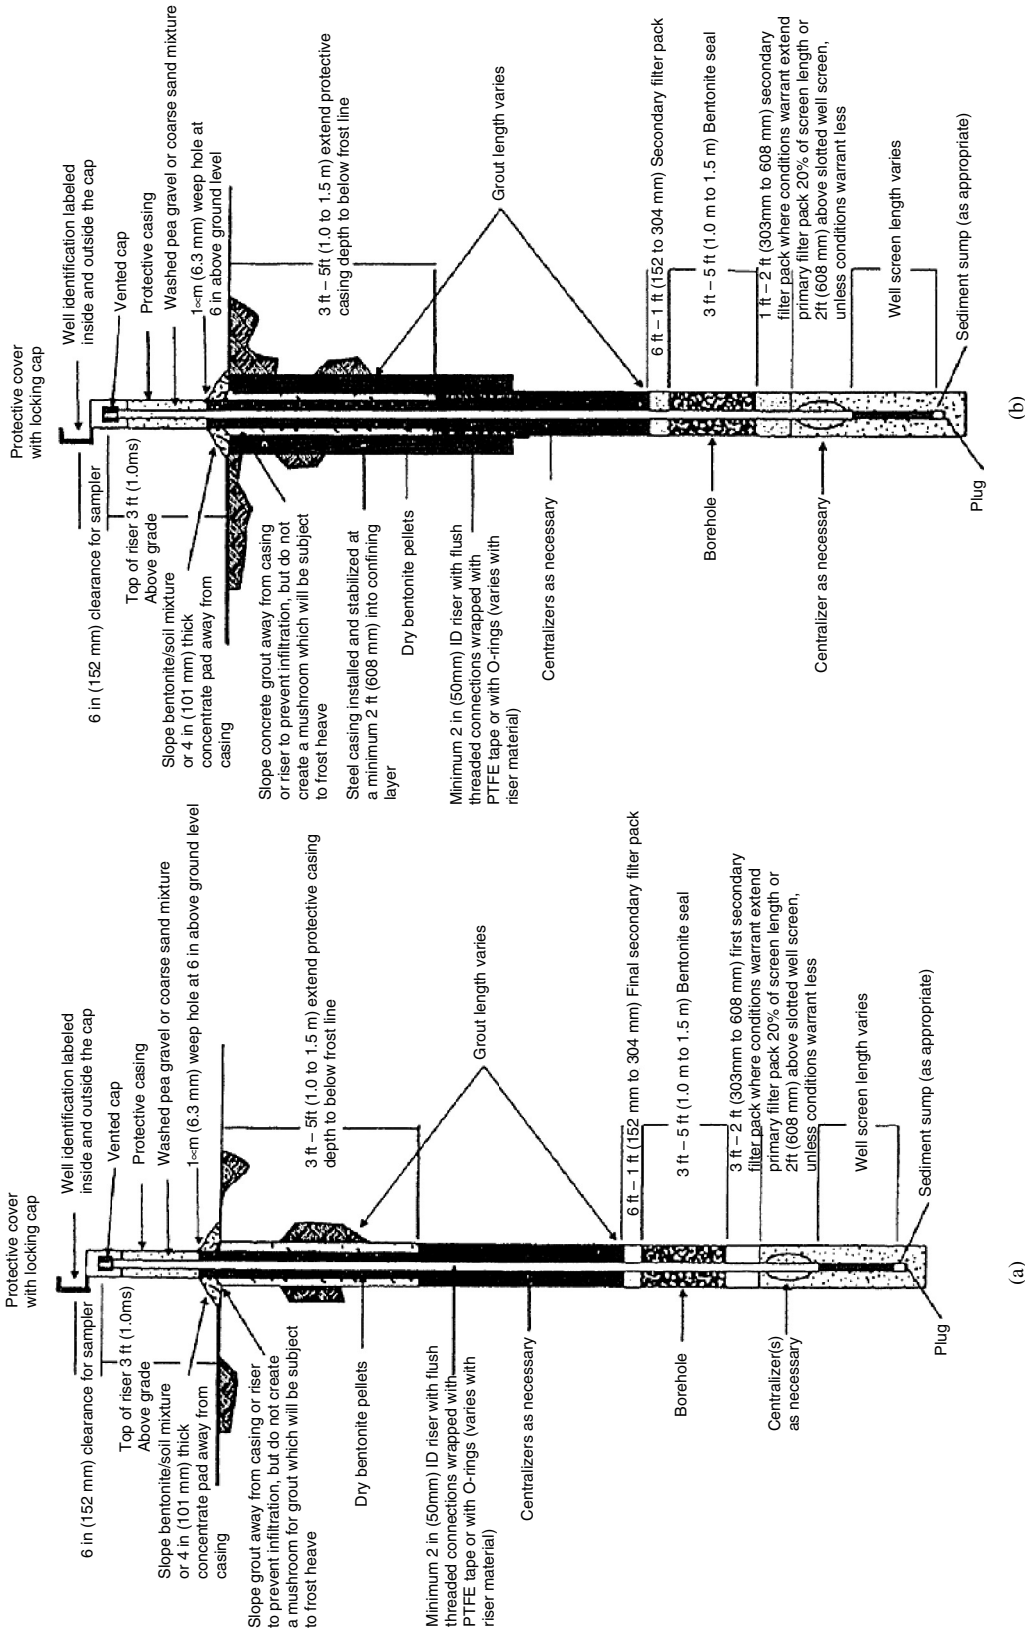 Protective cover
with locking cap
Well identification labeled
inside and outside the cap
Vented cap
Protective casing
Washed pea gravel or coarse sand mixture
1∝m (6.3 mm) weep hole at 6 in above ground level
3 ft – 5ft (1.0 to 1.5 m) extend protective casing
depth to below frost line
Grout length varies
6 ft – 1 ft (152 mm to 304 mm) Final secondary filter pack
3 ft – 5 ft (1.0 m to 1.5 m) Bentonite seal
3 ft – 2 ft (303mm to 608 mm) first secondary
filter pack where conditions warrant extend
primary filter pack 20% of screen length or
2ft (608 mm) above slotted well screen,
unless conditions warrant less
Well screen length varies
Sediment sump (as appropriate)
6 in (152 mm) clearance for sampler
Top of riser 3 ft (1.0ms)
Above grade
Slope bentonite/soil mixture
or 4 in (101 mm) thick
concentrate pad away from
casing
Slope grout away from casing or riser
to prevent infiltration, but do not create
a mushroom for grout which will be subject
to frost heave
Dry bentonite pellets
Minimum 2 in (50mm) ID riser with flush
threaded connections wrapped with
PTFE tape or with O-rings (varies with
riser material)
Centralizers as necessary
Borehole
Centralizer(s)
as necessary
Plug
(a)
Protective cover
with locking cap
Well identification labeled
inside and outside the cap
Vented cap
Protective casing
Washed pea gravel or coarse sand mixture
1∝m (6.3 mm) weep hole at
6 in above ground level
3 ft – 5ft (1.0 to 1.5 m) extend protective
casing depth to below frost line
Grout length varies
6 ft – 1 ft (152 to 304 mm) Secondary filter pack
3 ft – 5 ft (1.0 m to 1.5 m) Bentonite seal
1 ft – 2 ft (303mm to 608 mm) secondary
filter pack where conditions warrant extend
primary filter pack 20% of screen length or
2ft (608 mm) above slotted well screen,
unless conditions warrant less
Well screen length varies
Sediment sump (as appropriate)
6 in (152 mm) clearance for sampler
Top of riser 3 ft (1.0ms)
Above grade
Slope bentonite/soil mixture
or 4 in (101 mm) thick
concentrate pad away from
casing
Slope concrete grout away from casing
or riser to prevent infiltration, but do not
create a mushroom which will be subject
to frost heave
Steel casing installed and stabilized at
a minimum 2 ft (608 mm) into confining
layer
Dry bentonite pellets
Minimum 2 in (50mm) ID riser with flush
threaded connections wrapped with
PTFE tape or with O-rings (varies with
riser material)
Centralizers as necessary
Borehole
Centralizer as necessary
Plug
(b)